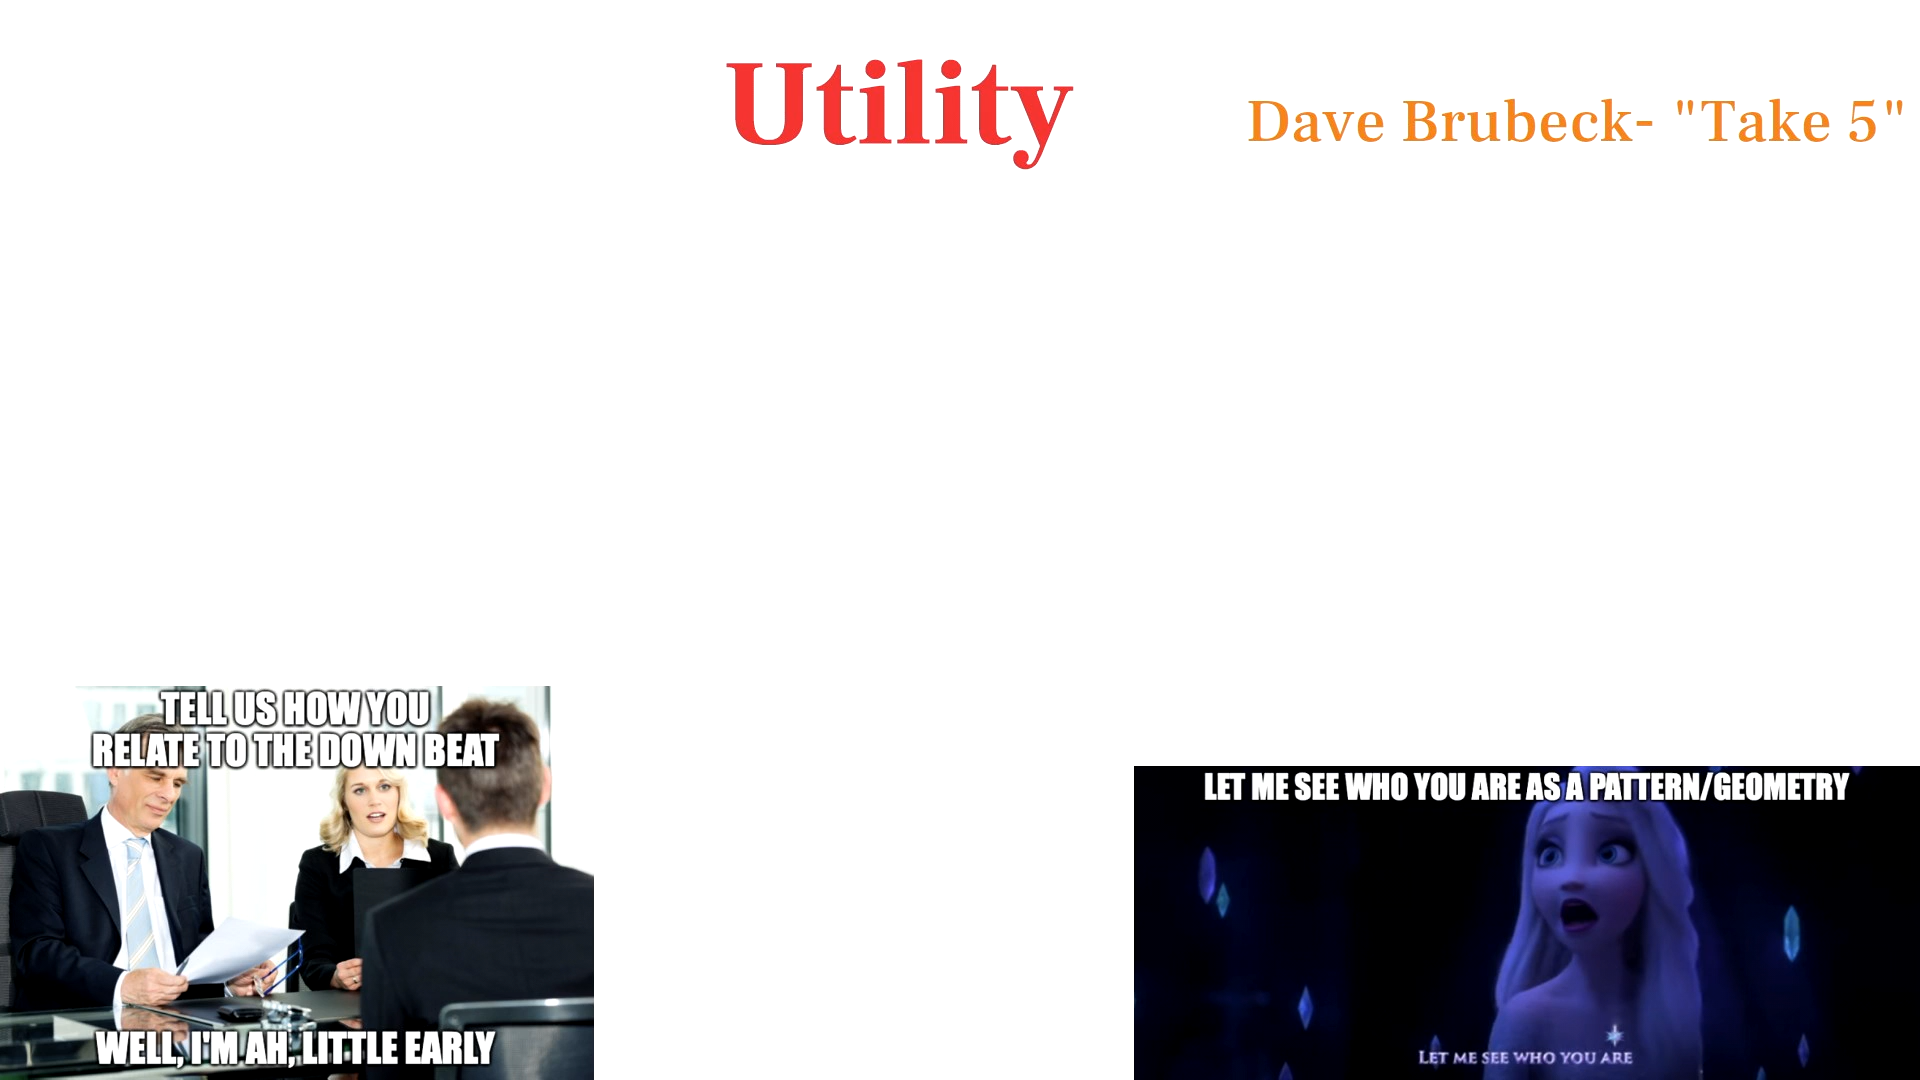 Utility
Dave Brubeck- "Take 5"
TELL US HOW YOU
RELATE TO THE DOWN BEAT
WELL, I'M AH, LITTLE EARLY
LET ME SEE WHO YOU ARE AS A PATTERN/GEOMETRY
LET ME SEE WHO YOU ARE